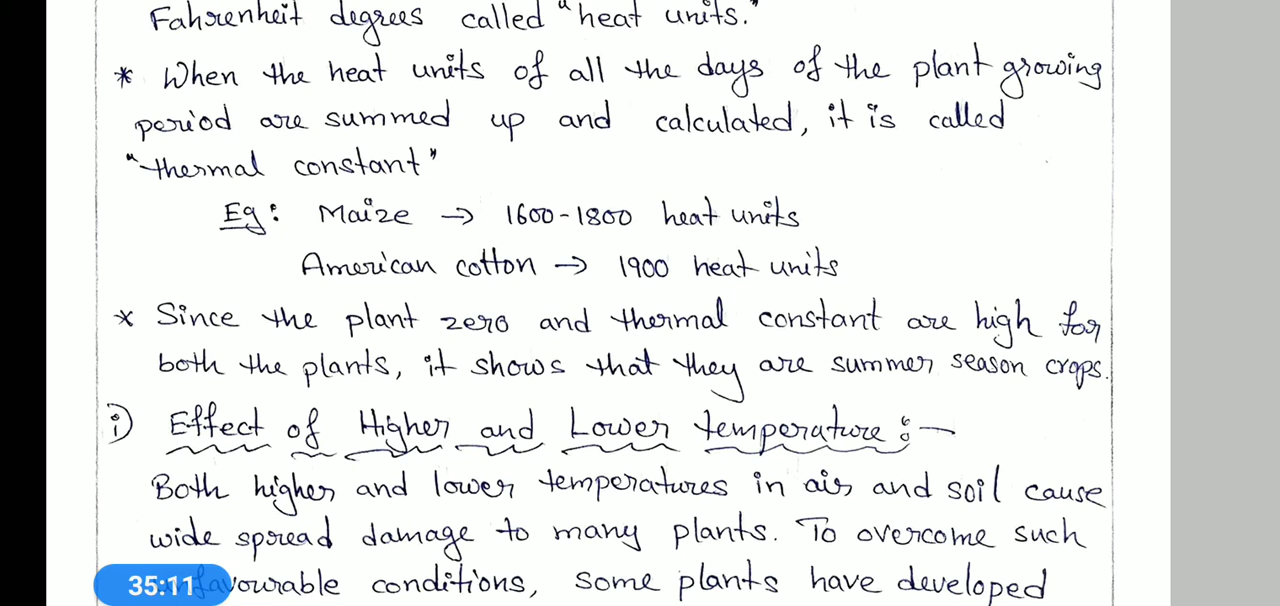 Fahrenheit degrees called "heat units."
* When the heat units of all the days of the plant growing
period are summed up and calculated, it is called
"thermal constant"
Eg: Maize → 1600-1800 heat units
American cotton → 1900 heat units
* Since the plant zero and thermal constant are high for
both the plants, it shows that they are summer season crops.
i) Effect of Higher and Lower temperature :-
Both higher and lower temperatures in air and soil cause
wide spread damage to many plants. To overcome such
35:11 favourable conditions, some plants have developed